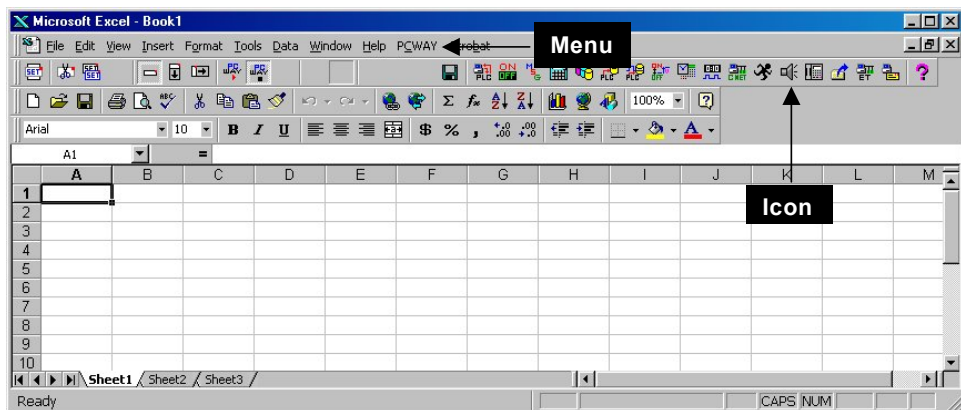 Microsoft Excel - Book1
File Edit View Insert Format Tools Data Window Help PCWAY Acrobat
Menu
100%
Arial 10 B I U $ % ,
A1 =
A B C D E F G H I J K L M
Icon
1
2
3
4
5
6
7
8
9
10
Sheet1 Sheet2 Sheet3
Ready CAPS NUM